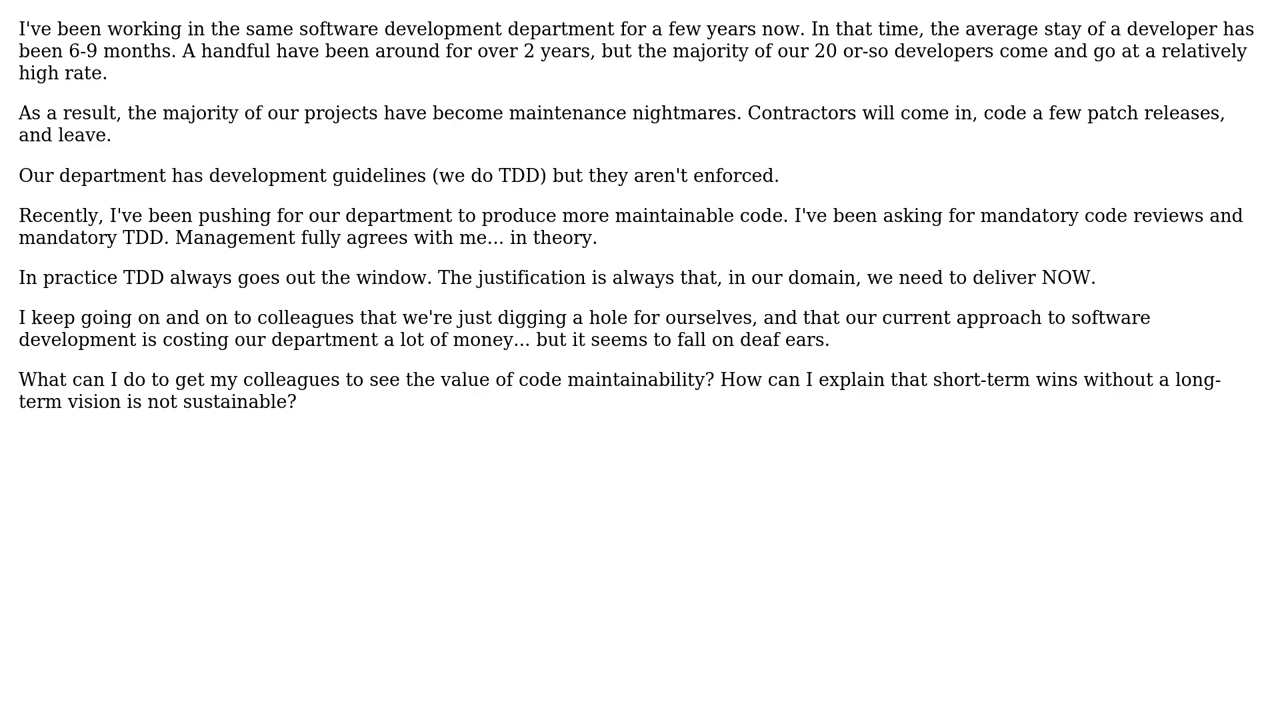 I've been working in the same software development department for a few years now. In that time, the average stay of a developer has
been 6-9 months. A handful have been around for over 2 years, but the majority of our 20 or-so developers come and go at a relatively
high rate.
As a result, the majority of our projects have become maintenance nightmares. Contractors will come in, code a few patch releases,
and leave.
Our department has development guidelines (we do TDD) but they aren't enforced.
Recently, I've been pushing for our department to produce more maintainable code. I've been asking for mandatory code reviews and
mandatory TDD. Management fully agrees with me... in theory.
In practice TDD always goes out the window. The justification is always that, in our domain, we need to deliver NOW.
I keep going on and on to colleagues that we're just digging a hole for ourselves, and that our current approach to software
development is costing our department a lot of money... but it seems to fall on deaf ears.
What can I do to get my colleagues to see the value of code maintainability? How can I explain that short-term wins without a long-
term vision is not sustainable?